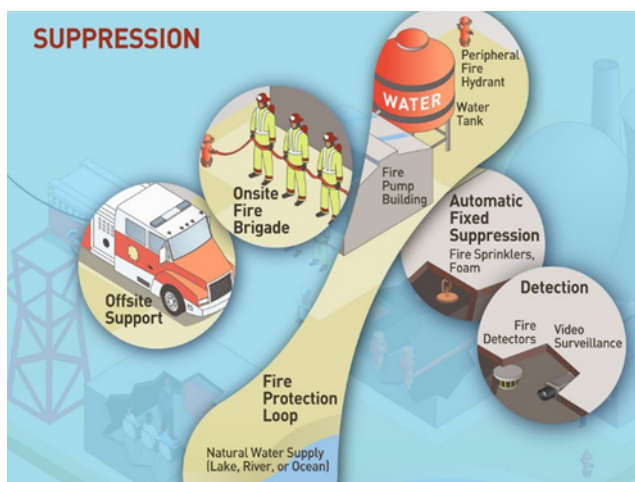 SUPPRESSION
Peripheral
Fire
Hydrant
WATER
Water
Tank
Onsite
Fire
Brigade
Fire
Pump
Building
Automatic
Fixed
Suppression
Fire Sprinklers,
Foam
Offsite
Support
Detection
Fire
Detectors
Video
Surveillance
Fire
Protection
Loop
Natural Water Supply
(Lake, River, or Ocean)